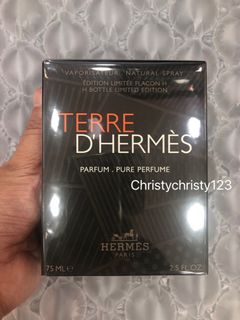 VAPORISATEUR . NATURAL SPRAY
ÉDITION LIMITÉE FLACON H
H BOTTLE LIMITED EDITION
TERRE
D'HERMÈS
PARFUM . PURE PERFUME
Christychristy123
HERMÈS
PARIS
75 ML ℮
2.5 FL.OZ